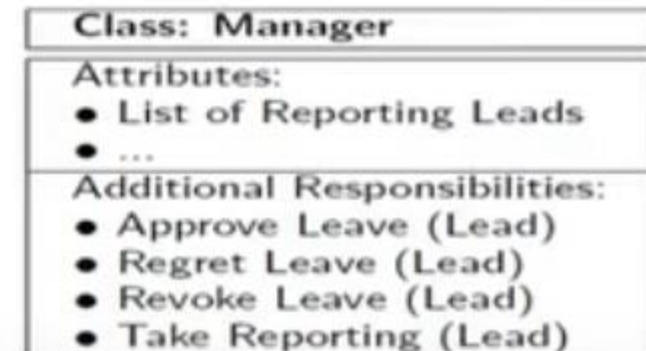 Class: Manager
Attributes:
● List of Reporting Leads
● ...
Additional Responsibilities:
● Approve Leave (Lead)
● Regret Leave (Lead)
● Revoke Leave (Lead)
● Take Reporting (Lead)